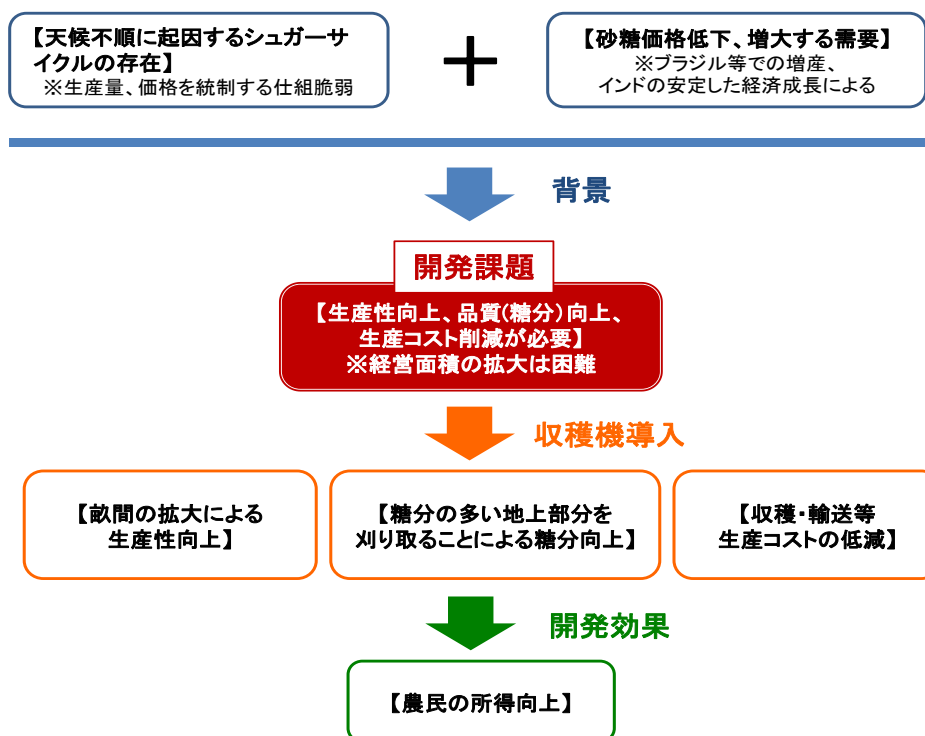 【天候不順に起因するシュガーサ
イクルの存在】
※生産量、価格を統制する仕組脆弱
【砂糖価格低下、増大する需要】
※ブラジル等での増産、
インドの安定した経済成長による
背景
開発課題
【生産性向上、品質(糖分)向上、
生産コスト削減が必要】
※経営面積の拡大は困難
収穫機導入
【畝間の拡大による
生産性向上】
【糖分の多い地上部分を
刈り取ることによる糖分向上】
【収穫・輸送等
生産コストの低減】
開発効果
【農民の所得向上】